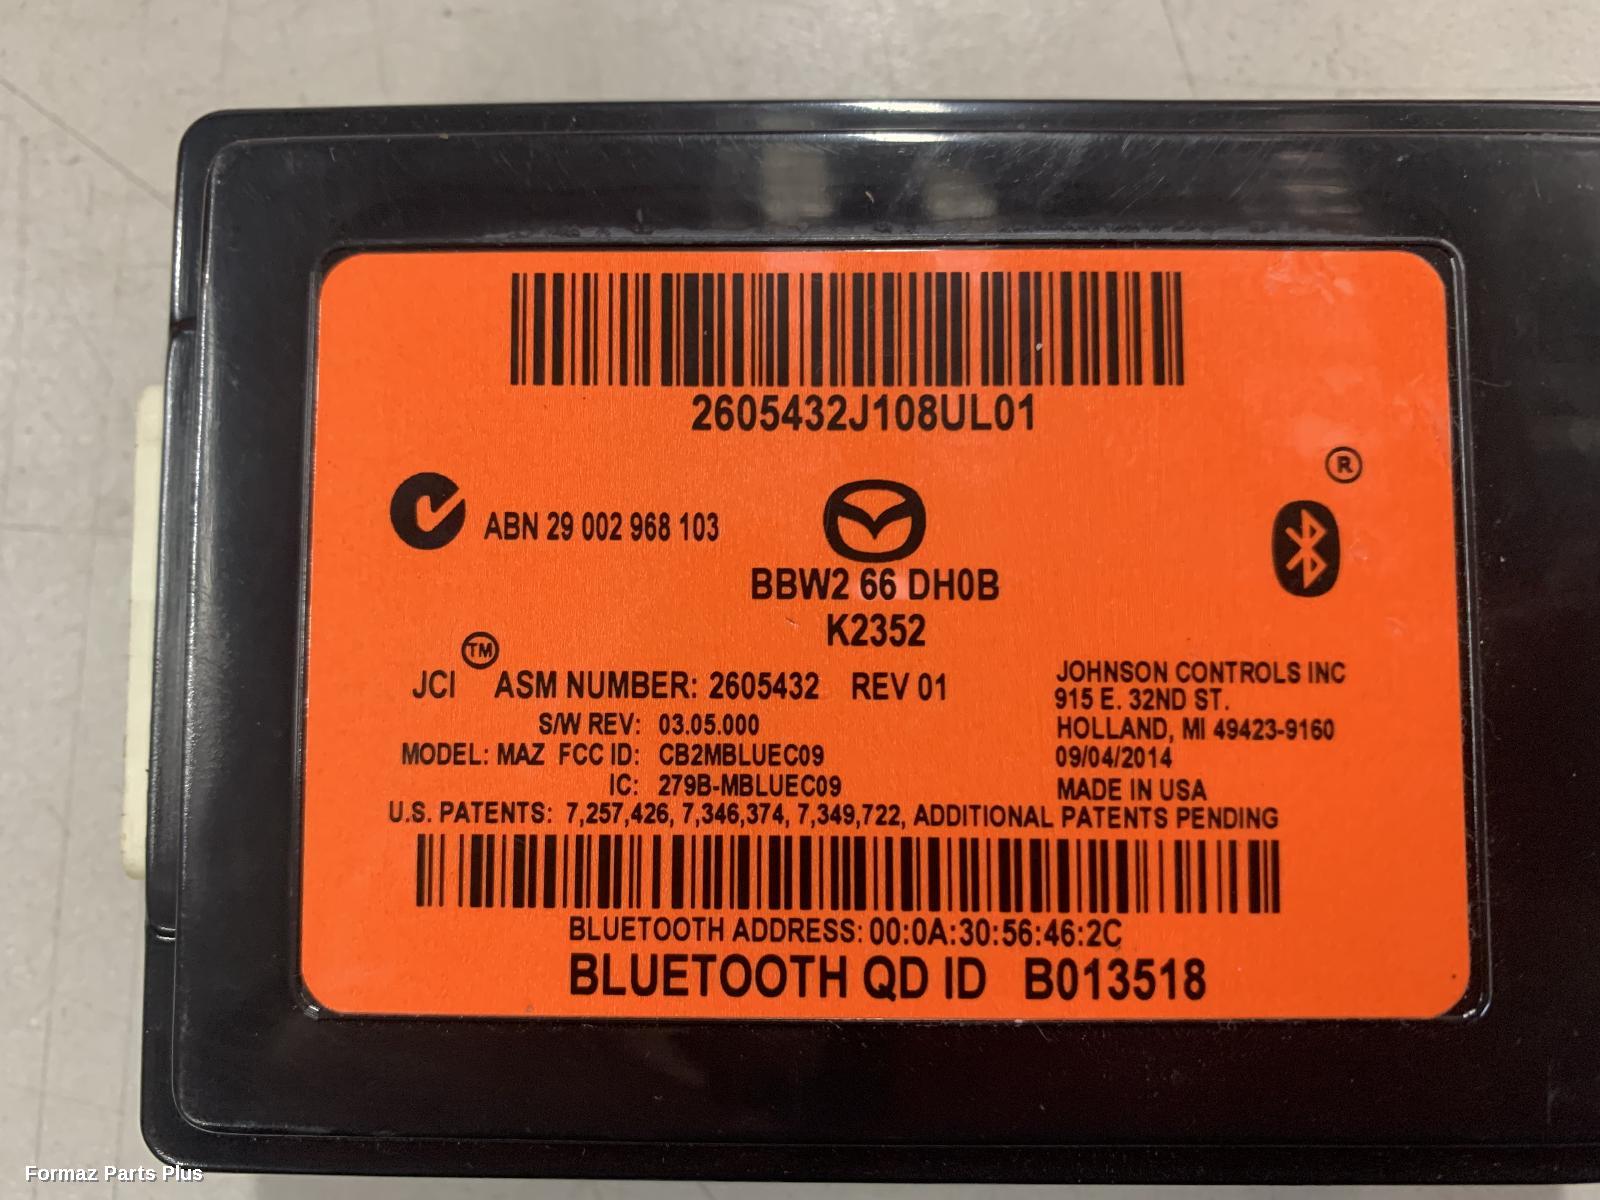 2605432J108UL01
®
ABN 29 002 968 103
BBW2 66 DH0B
K2352
JCI ™ ASM NUMBER: 2605432 REV 01
S/W REV: 03.05.000
MODEL: MAZ FCC ID: CB2MBLUEC09
IC: 279B-MBLUEC09
JOHNSON CONTROLS INC
915 E. 32ND ST.
HOLLAND, MI 49423-9160
09/04/2014
MADE IN USA
U.S. PATENTS: 7,257,426, 7,346,374, 7,349,722, ADDITIONAL PATENTS PENDING
BLUETOOTH ADDRESS: 00:0A:30:56:46:2C
BLUETOOTH QD ID B013518
Formaz Parts Plus